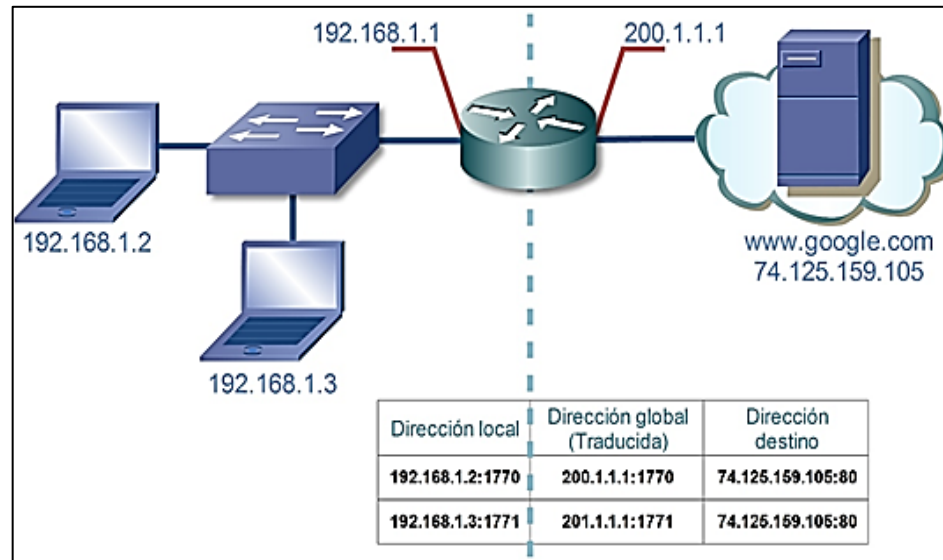 192.168.1.1
200.1.1.1
192.168.1.2
www.google.com
74.125.159.105
192.168.1.3
Dirección local Dirección global (Traducida) Dirección destino
192.168.1.2:1770 200.1.1.1:1770 74.125.159.105:80
192.168.1.3:1771 201.1.1.1:1771 74.125.159.105:80